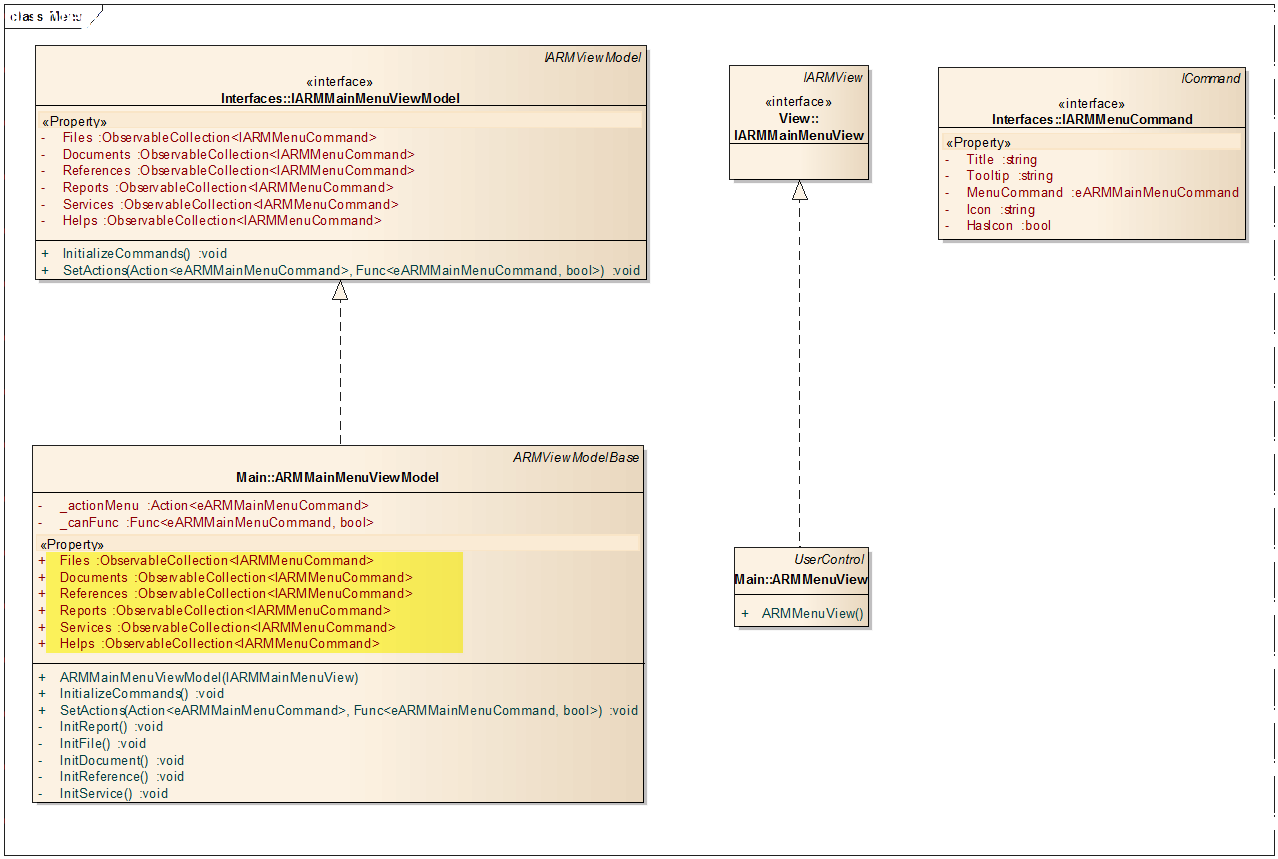 class Menu
IARMViewModel
«interface»
Interfaces::IARMMainMenuViewModel
«Property»
- Files :ObservableCollection<IARMMenuCommand>
- Documents :ObservableCollection<IARMMenuCommand>
- References :ObservableCollection<IARMMenuCommand>
- Reports :ObservableCollection<IARMMenuCommand>
- Services :ObservableCollection<IARMMenuCommand>
- Helps :ObservableCollection<IARMMenuCommand>
+ InitializeCommands() :void
+ SetActions(Action<eARMMainMenuCommand>, Func<eARMMainMenuCommand, bool>) :void
IARMView
«interface»
View::
IARMMainMenuView
ICommand
«interface»
Interfaces::IARMMenuCommand
«Property»
- Title :string
- Tooltip :string
- MenuCommand :eARMMainMenuCommand
- Icon :string
- HasIcon :bool
ARMViewModelBase
Main::ARMMainMenuViewModel
- _actionMenu :Action<eARMMainMenuCommand>
- _canFunc :Func<eARMMainMenuCommand, bool>
«Property»
+ Files :ObservableCollection<IARMMenuCommand>
+ Documents :ObservableCollection<IARMMenuCommand>
+ References :ObservableCollection<IARMMenuCommand>
+ Reports :ObservableCollection<IARMMenuCommand>
+ Services :ObservableCollection<IARMMenuCommand>
+ Helps :ObservableCollection<IARMMenuCommand>
+ ARMMainMenuViewModel(IARMMainMenuView)
+ InitializeCommands() :void
+ SetActions(Action<eARMMainMenuCommand>, Func<eARMMainMenuCommand, bool>) :void
- InitReport() :void
- InitFile() :void
- InitDocument() :void
- InitReference() :void
- InitService() :void
UserControl
Main::ARMMenuView
+ ARMMenuView()